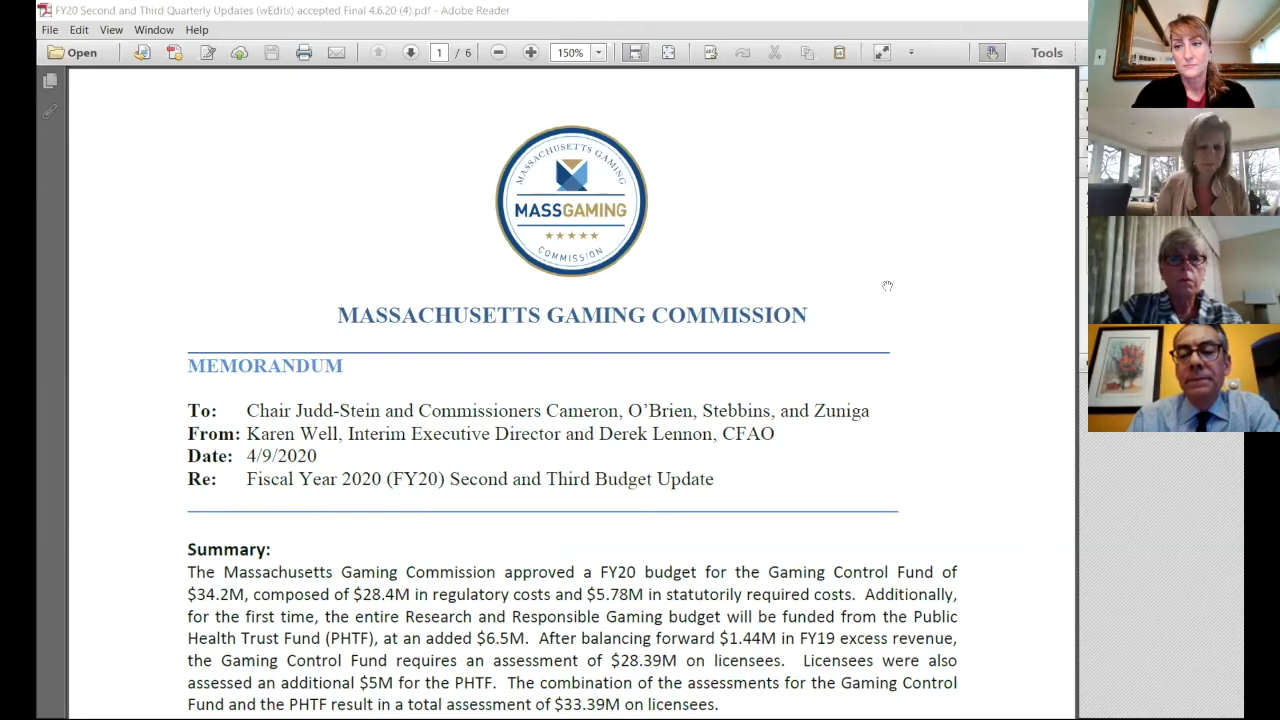 FY20 Second and Third Quarterly Updates (wEdits) accepted Final 4.6.20 (4).pdf - Adobe Reader
File Edit View Window Help
Open 1 / 6 150% Tools
MASSACHUSETTS GAMING
MASSGAMING
COMMISSION
MASSACHUSETTS GAMING COMMISSION
MEMORANDUM
To: Chair Judd-Stein and Commissioners Cameron, O'Brien, Stebbins, and Zuniga
From: Karen Well, Interim Executive Director and Derek Lennon, CFAO
Date: 4/9/2020
Re: Fiscal Year 2020 (FY20) Second and Third Budget Update
Summary:
The Massachusetts Gaming Commission approved a FY20 budget for the Gaming Control Fund of
$34.2M, composed of $28.4M in regulatory costs and $5.78M in statutorily required costs. Additionally,
for the first time, the entire Research and Responsible Gaming budget will be funded from the Public
Health Trust Fund (PHTF), at an added $6.5M. After balancing forward $1.44M in FY19 excess revenue,
the Gaming Control Fund requires an assessment of $28.39M on licensees. Licensees were also
assessed an additional $5M for the PHTF. The combination of the assessments for the Gaming Control
Fund and the PHTF result in a total assessment of $33.39M on licensees.